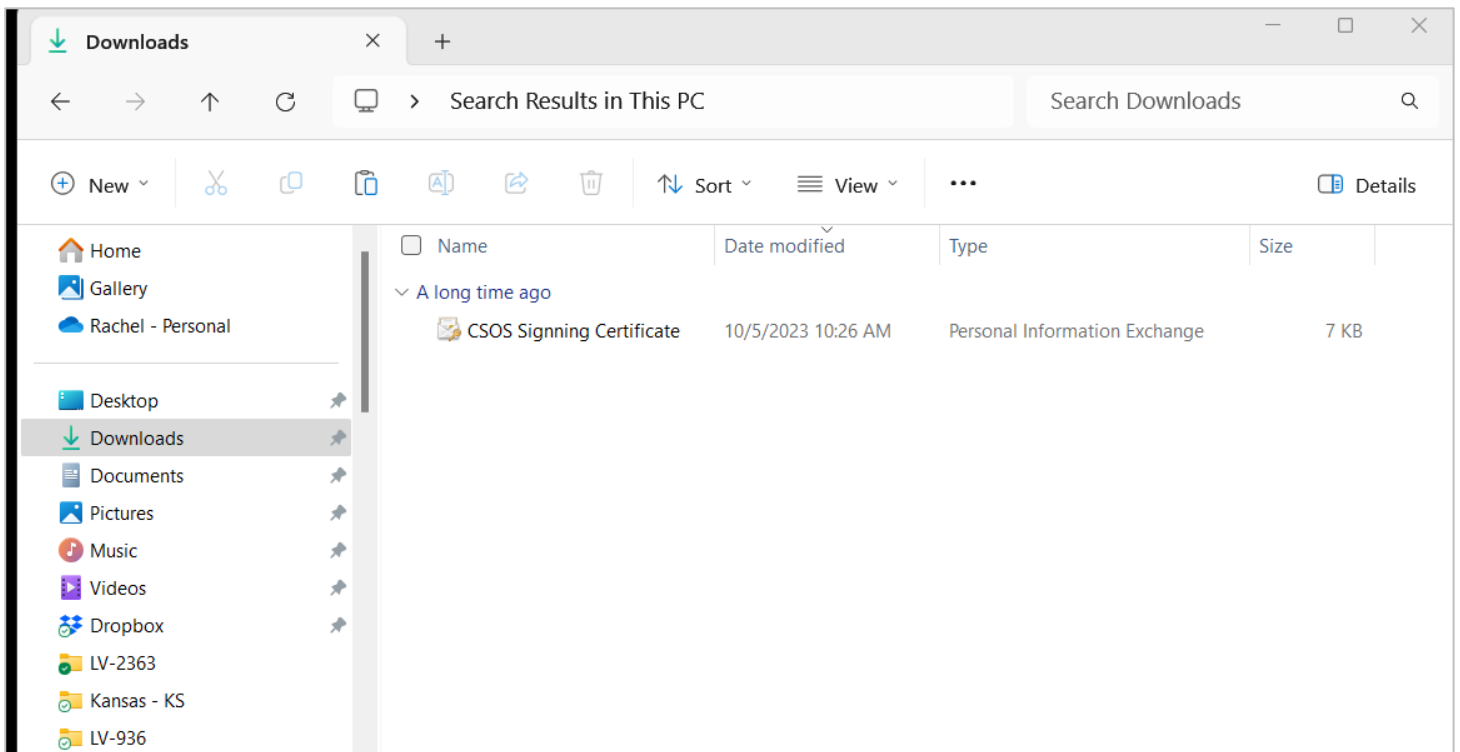 Downloads
Search Results in This PC
Search Downloads
New
Sort
View
Details
Name Date modified Type Size
A long time ago
CSOS Signning Certificate 10/5/2023 10:26 AM Personal Information Exchange 7 KB
Home
Gallery
Rachel - Personal
Desktop
Downloads
Documents
Pictures
Music
Videos
Dropbox
LV-2363
Kansas - KS
LV-936